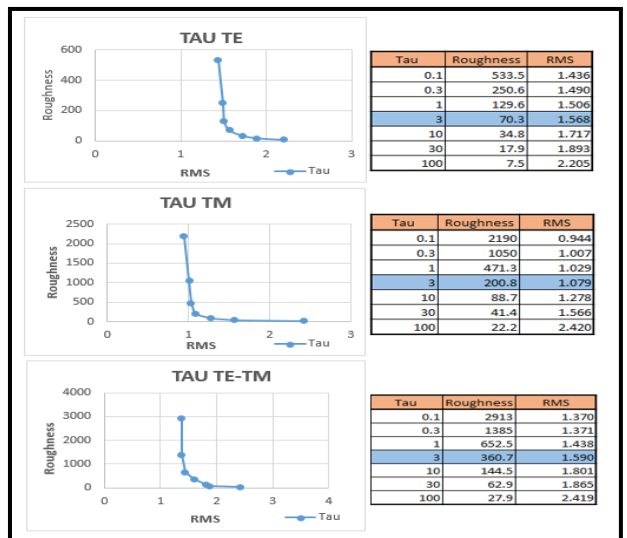 TAU TE
600
400
200
0
Roughness
0 1 2 3
RMS
Tau
Tau Roughness RMS
0.1 533.5 1.436
0.3 250.6 1.490
1 129.6 1.506
3 70.3 1.568
10 34.8 1.717
30 17.9 1.893
100 7.5 2.205
TAU TM
2500
2000
1500
1000
500
0
Roughness
0 1 2 3
RMS
Tau
Tau Roughness RMS
0.1 2190 0.944
0.3 1050 1.007
1 471.3 1.029
3 200.8 1.079
10 88.7 1.278
30 41.4 1.566
100 22.2 2.420
TAU TE-TM
4000
3000
2000
1000
0
Roughness
0 1 2 3 4
RMS
Tau
Tau Roughness RMS
0.1 2913 1.370
0.3 1385 1.371
1 652.5 1.438
3 360.7 1.590
10 144.5 1.801
30 62.9 1.865
100 27.9 2.419